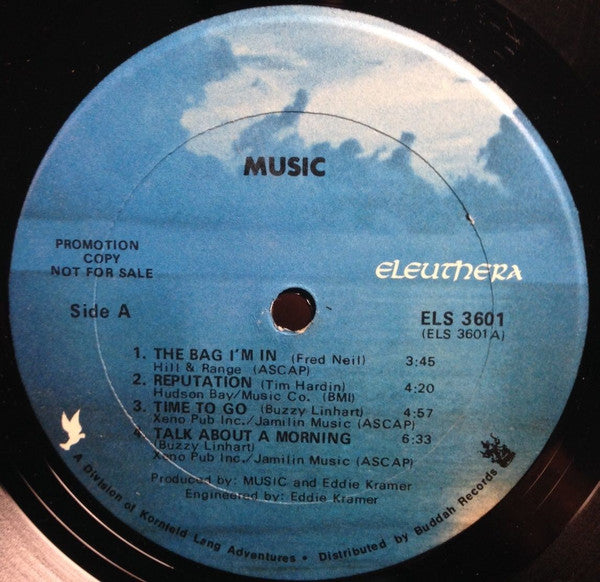 MUSIC
PROMOTION
COPY
NOT FOR SALE
ELEUTHERA
Side A
ELS 3601
(ELS 3601A)
1. THE BAG I'M IN (Fred Neil) 3:45
Hill & Range (ASCAP)
2. REPUTATION (Tim Hardin) 4:20
Hudson Bay/Music Co. (BMI)
3. TIME TO GO (Buzzy Linhart) 4:57
Xeno Pub Inc./Jamilin Music (ASCAP)
4. TALK ABOUT A MORNING 6:33
(Buzzy Linhart)
Xeno Pub Inc./Jamilin Music (ASCAP)
Produced by: MUSIC and Eddie Kramer
Engineered by: Eddie Kramer
A Division of Kornfeld Lang Adventures • Distributed by Buddah Records